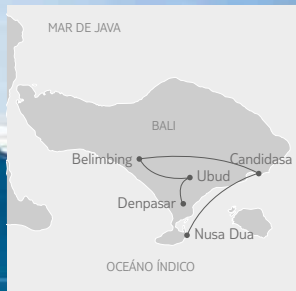 MAR DE JAVA
BALI
Belimbing
Candidasa
Ubud
Denpasar
Nusa Dua
OCEÁNO ÍNDICO